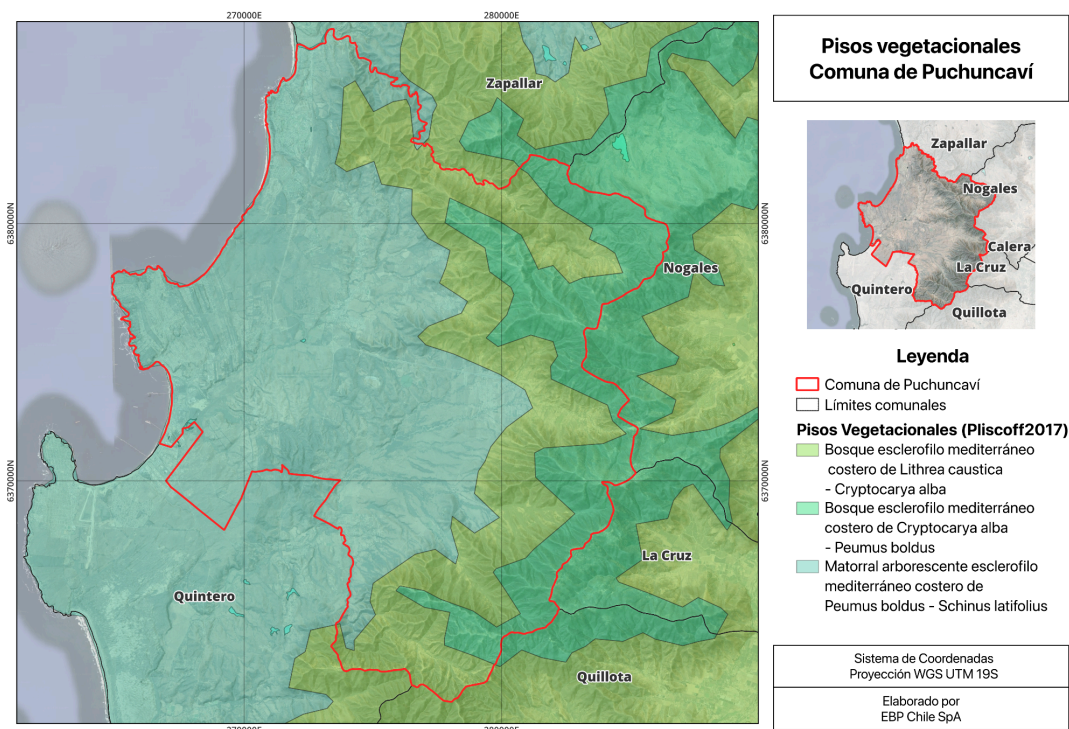 270000E
280000E
Zapallar
6380000N
6380000N
Nogales
6370000N
6370000N
La Cruz
Quintero
Quillota
270000E
280000E
Pisos vegetacionales
Comuna de Puchuncaví
Zapallar
Nogales
Calera
La Cruz
Quintero
Quillota
Leyenda
Comuna de Puchuncaví
Límites comunales
Pisos Vegetacionales (Pliscoff2017)
Bosque esclerofilo mediterráneo
costero de Lithrea caustica
- Cryptocarya alba
Bosque esclerofilo mediterráneo
costero de Cryptocarya alba
- Peumus boldus
Matorral arborescente esclerofilo
mediterráneo costero de
Peumus boldus - Schinus latifolius
Sistema de Coordenadas
Proyección WGS UTM 19S
Elaborado por
EBP Chile SpA